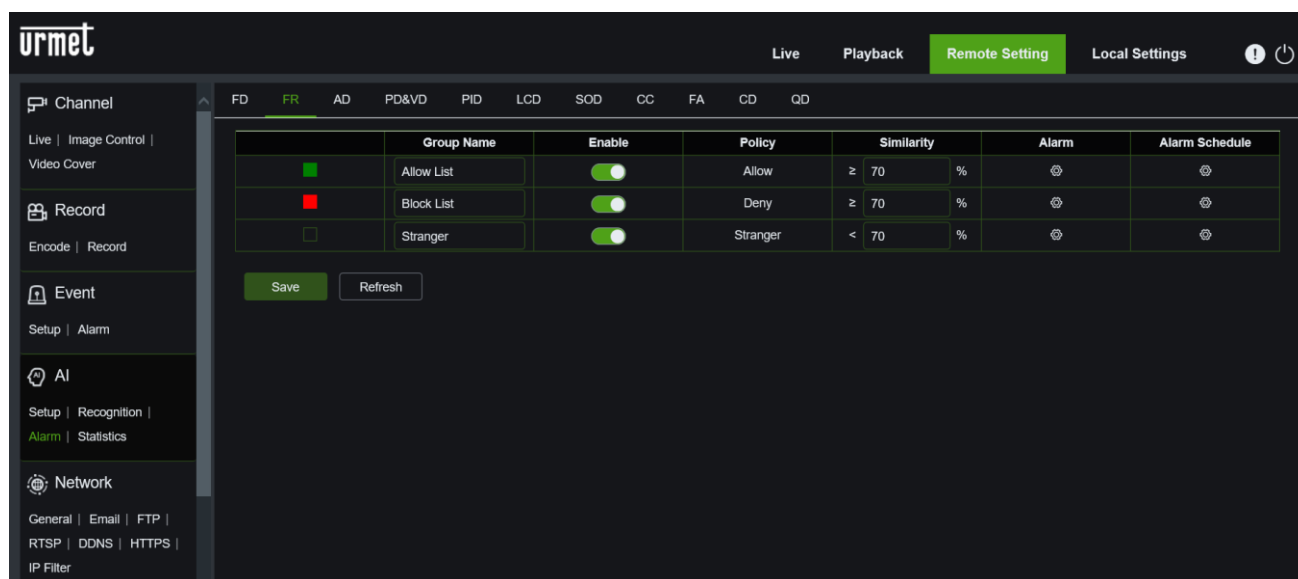 urmet
Live Playback Remote Setting Local Settings
Channel
Live | Image Control |
Video Cover
Record
Encode | Record
Event
Setup | Alarm
AI
Setup | Recognition |
Alarm | Statistics
Network
General | Email | FTP |
RTSP | DDNS | HTTPS |
IP Filter
FD FR AD PD&VD PID LCD SOD CC FA CD QD
Group Name Enable Policy Similarity Alarm Alarm Schedule
Allow List Allow ≥ 70 %
Block List Deny ≥ 70 %
Stranger Stranger < 70 %
Save Refresh